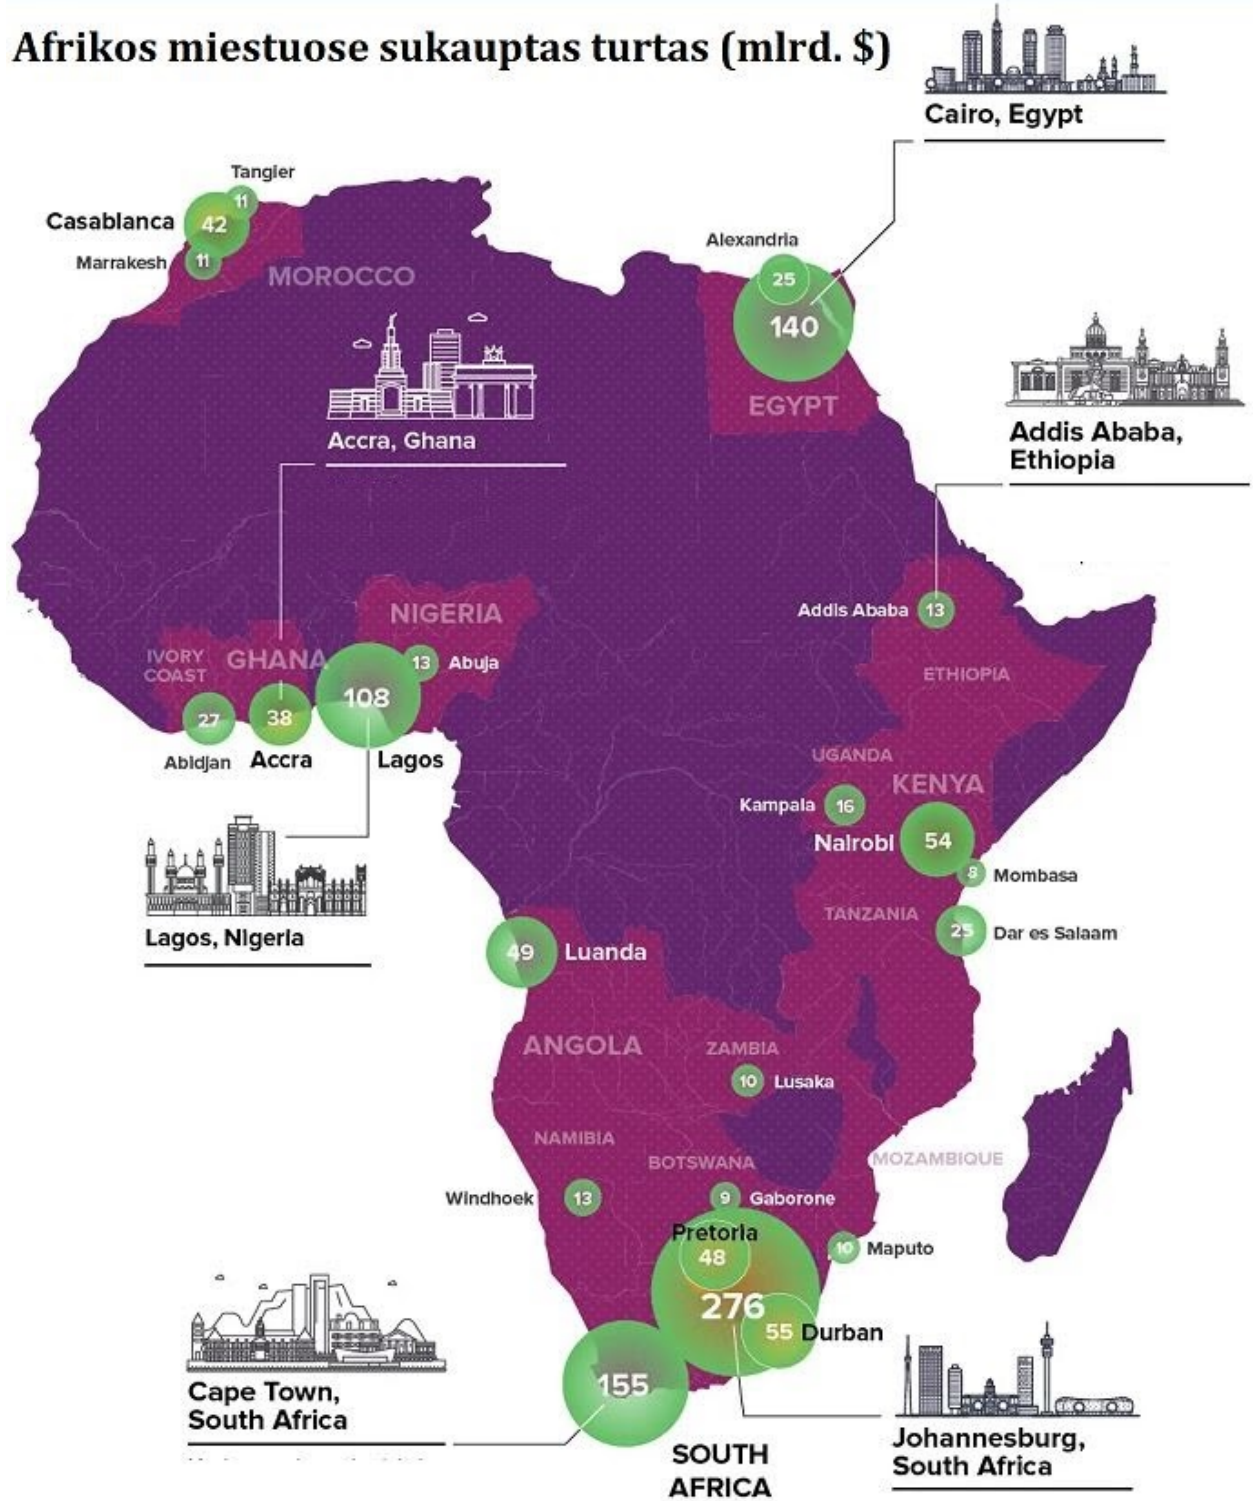 Afrikos miestuose sukauptas turtas (mlrd. $)
Cairo, Egypt
Tangier
11
Casablanca
42
Marrakesh
11
MOROCCO
Alexandria
25
140
EGYPT
Accra, Ghana
Addis Ababa,
Ethiopia
Addis Ababa
13
ETHIOPIA
NIGERIA
13
Abuja
IVORY
COAST
GHANA
108
27
38
Abidjan
Accra
Lagos
UGANDA
KENYA
Kampala
16
Nairobi
54
8
Mombasa
TANZANIA
25
Dar es Salaam
Lagos, Nigeria
49
Luanda
ANGOLA
ZAMBIA
10
Lusaka
NAMIBIA
BOTSWANA
MOZAMBIQUE
Windhoek
13
9
Gaborone
Pretoria
48
10
Maputo
276
55
Durban
155
Cape Town,
South Africa
SOUTH
AFRICA
Johannesburg,
South Africa